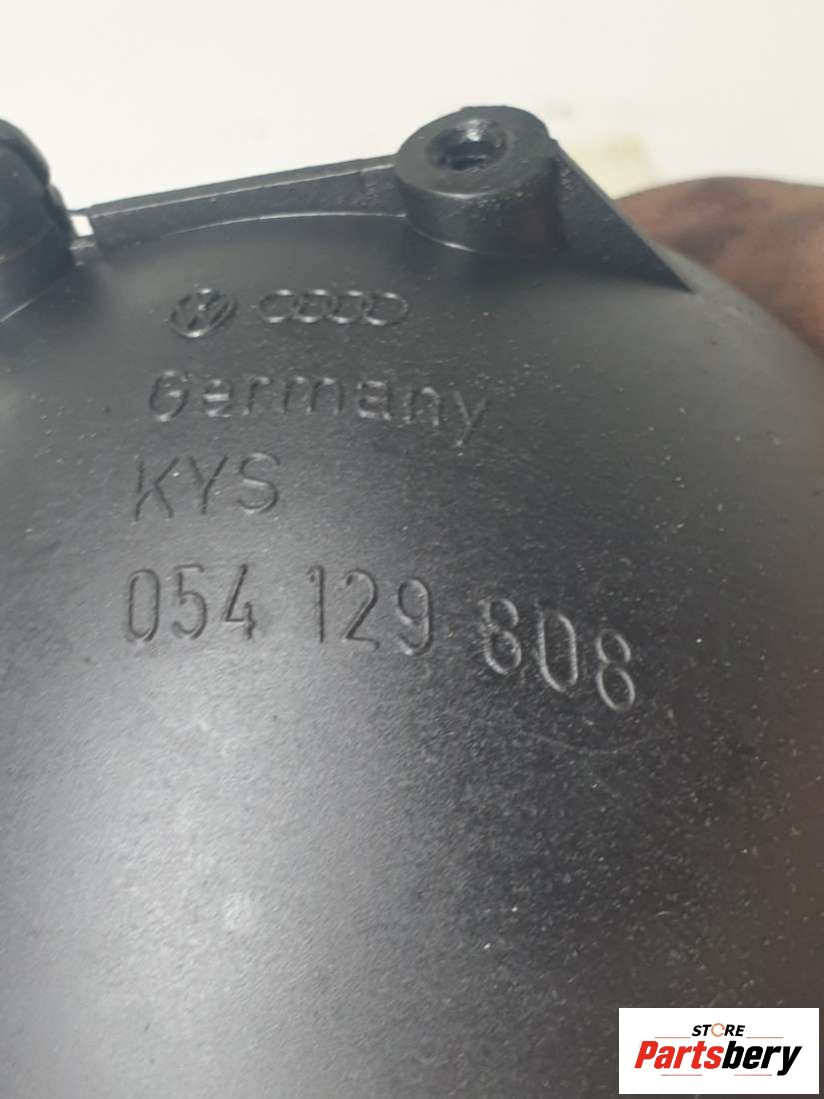 Germany
KYS
054 129 808
STORE
Partsbery